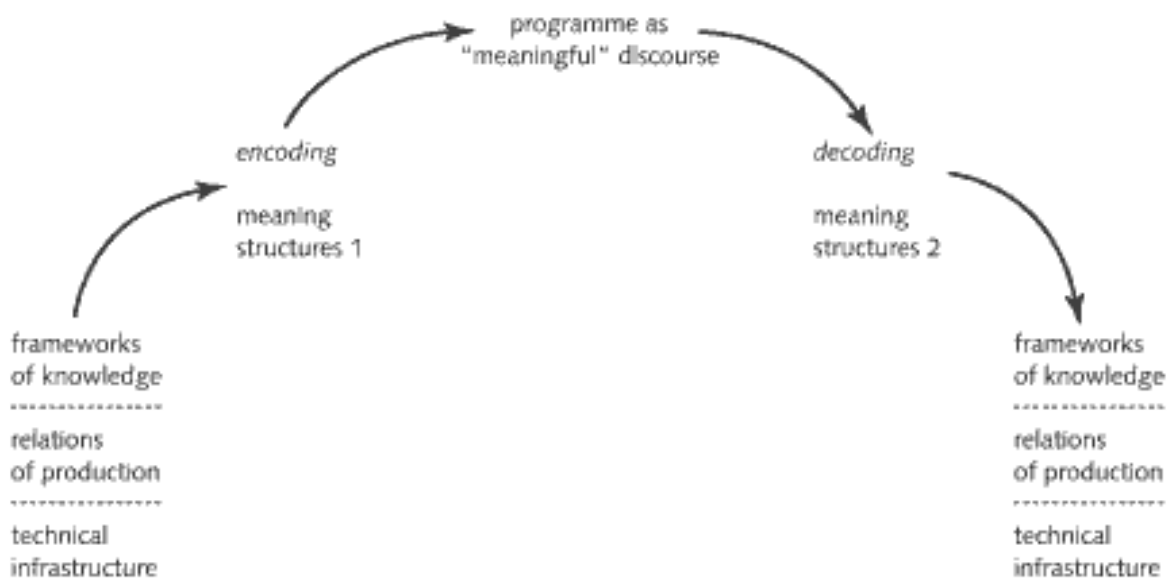 programme as
"meaningful" discourse
encoding
meaning
structures 1
decoding
meaning
structures 2
frameworks
of knowledge
relations
of production
technical
infrastructure
frameworks
of knowledge
relations
of production
technical
infrastructure